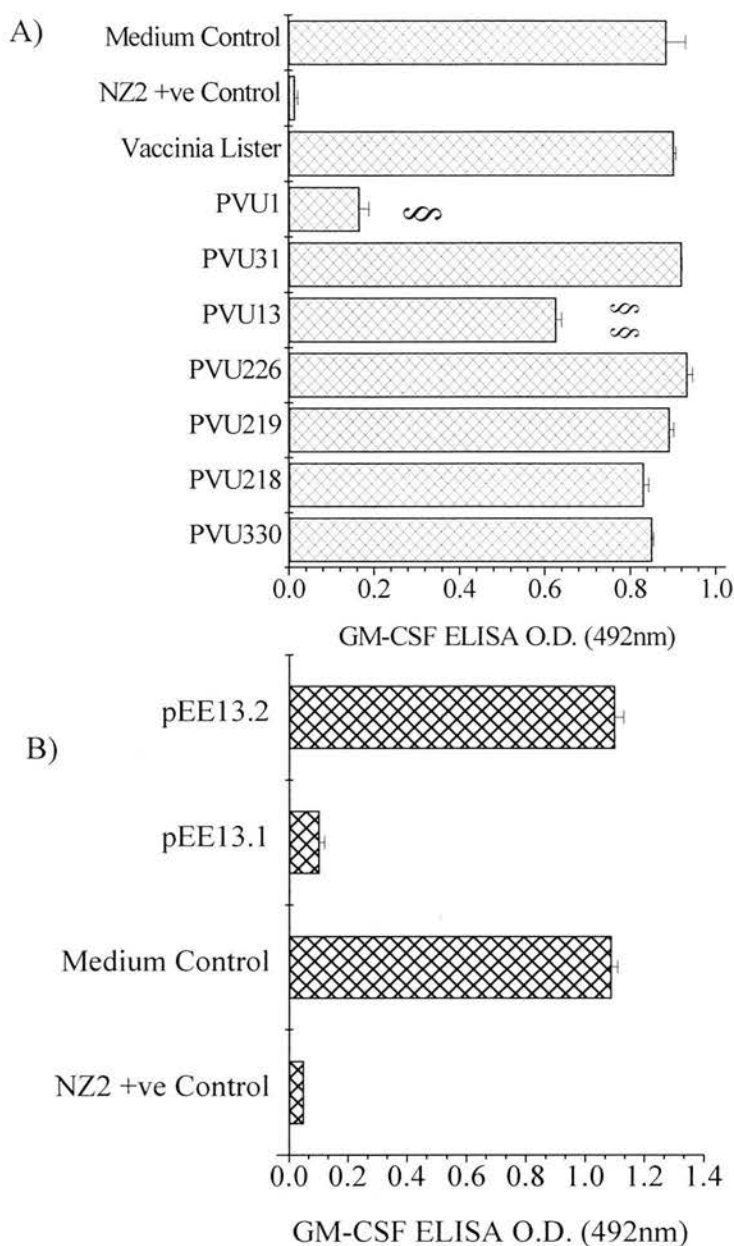 A)
Medium Control
NZ2 +ve Control
Vaccinia Lister
PVU1 §
PVU31
PVU13 §§
PVU226
PVU219
PVU218
PVU330
0.0 0.2 0.4 0.6 0.8 1.0
GM-CSF ELISA O.D. (492nm)
B)
pEE13.2
pEE13.1
Medium Control
NZ2 +ve Control
0.0 0.2 0.4 0.6 0.8 1.0 1.2 1.4
GM-CSF ELISA O.D. (492nm)